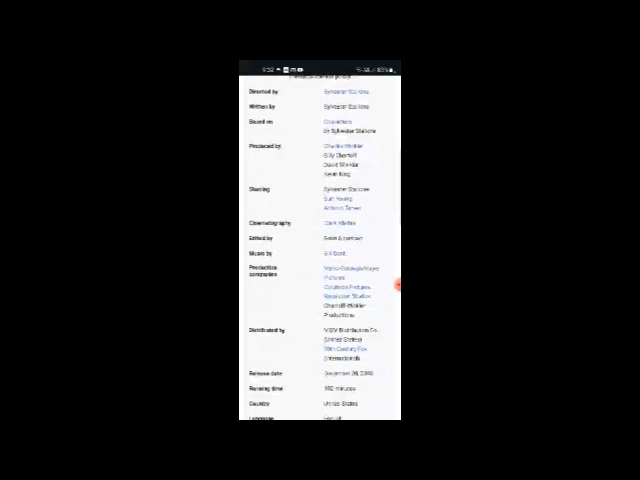 Directed by Sylvester Stallone
Written by Sylvester Stallone
Based on Characters
by Sylvester Stallone
Produced by Charles Winkler
Billy Chartoff
David Winkler
Kevin King
Starring Sylvester Stallone
Burt Young
Antonio Tarver
Cinematography Clark Mathis
Edited by Sean
Music by Bill Conti
Production companies Metro-Goldwyn-Mayer
Pictures
Columbia Pictures
Revolution Studios
Chartoff-Winkler
Productions
Distributed by MGM Distribution Co.
(United States)
20th Century Fox
(International)
Release date December 20, 2006
Running time 102 minutes
Country United States
Language English